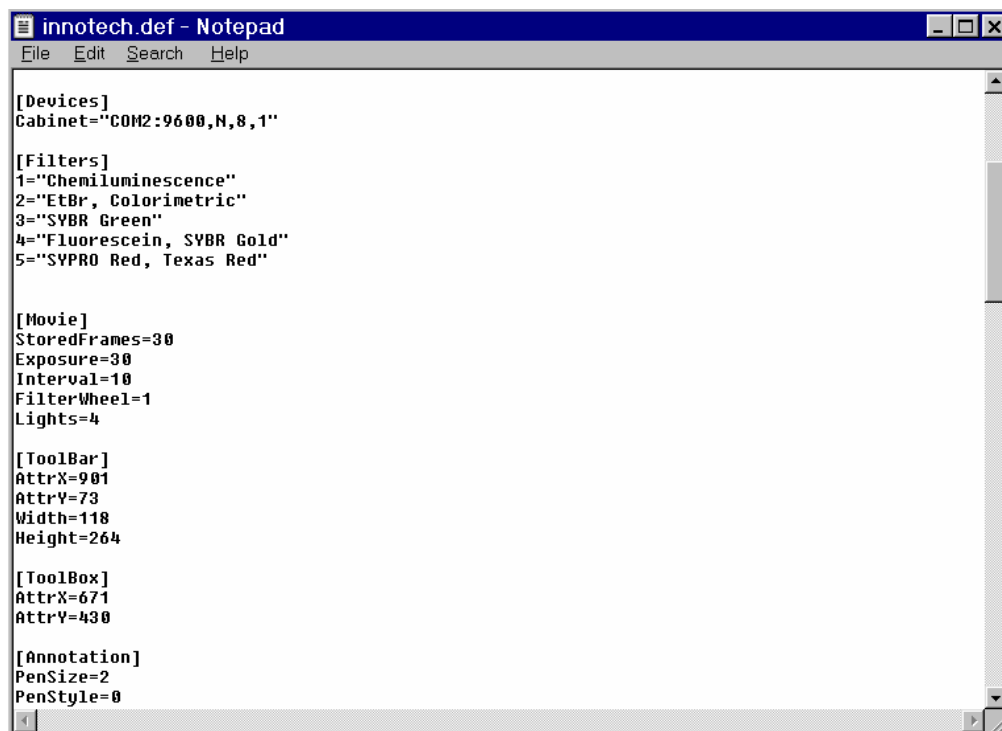 innotech.def - Notepad
File Edit Search Help
[Devices]
Cabinet="COM2:9600,N,8,1"
[Filters]
1="Chemiluminescence"
2="EtBr, Colorimetric"
3="SYBR Green"
4="Fluorescein, SYBR Gold"
5="SYPRO Red, Texas Red"
[Movie]
StoredFrames=30
Exposure=30
Interval=10
FilterWheel=1
Lights=4
[ToolBar]
AttrX=901
AttrY=73
Width=118
Height=264
[ToolBox]
AttrX=671
AttrY=430
[Annotation]
PenSize=2
PenStyle=0